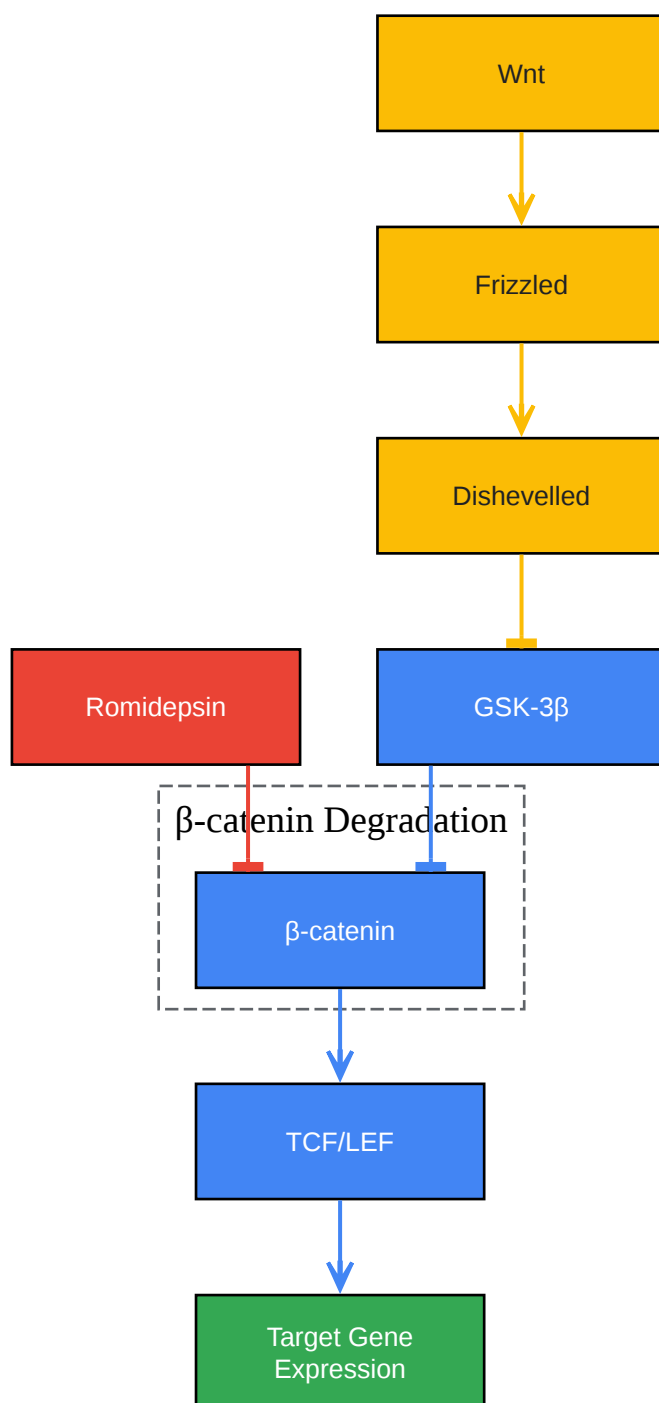 Wnt
Frizzled
Dishevelled
Romidepsin
GSK-3β
β-catenin Degradation
β-catenin
TCF/LEF
Target Gene
Expression